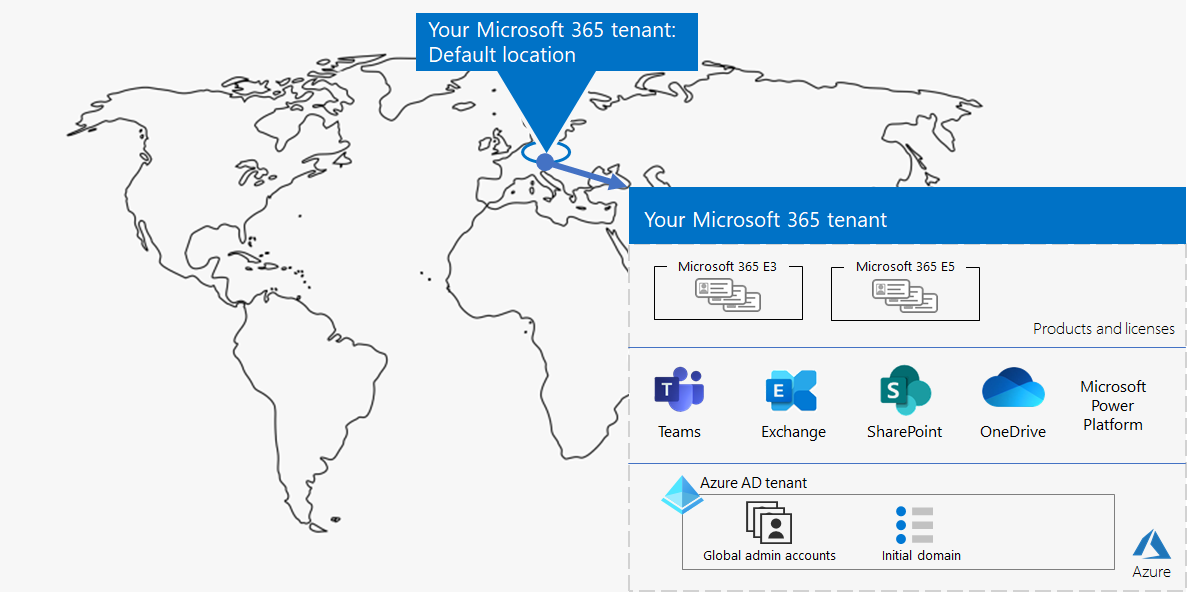 Your Microsoft 365 tenant:
Default location
Your Microsoft 365 tenant
Microsoft 365 E3
Microsoft 365 E5
Products and licenses
T
E
S
Teams
Exchange
SharePoint
OneDrive
Microsoft
Power
Platform
Azure AD tenant
Global admin accounts
Initial domain
Azure